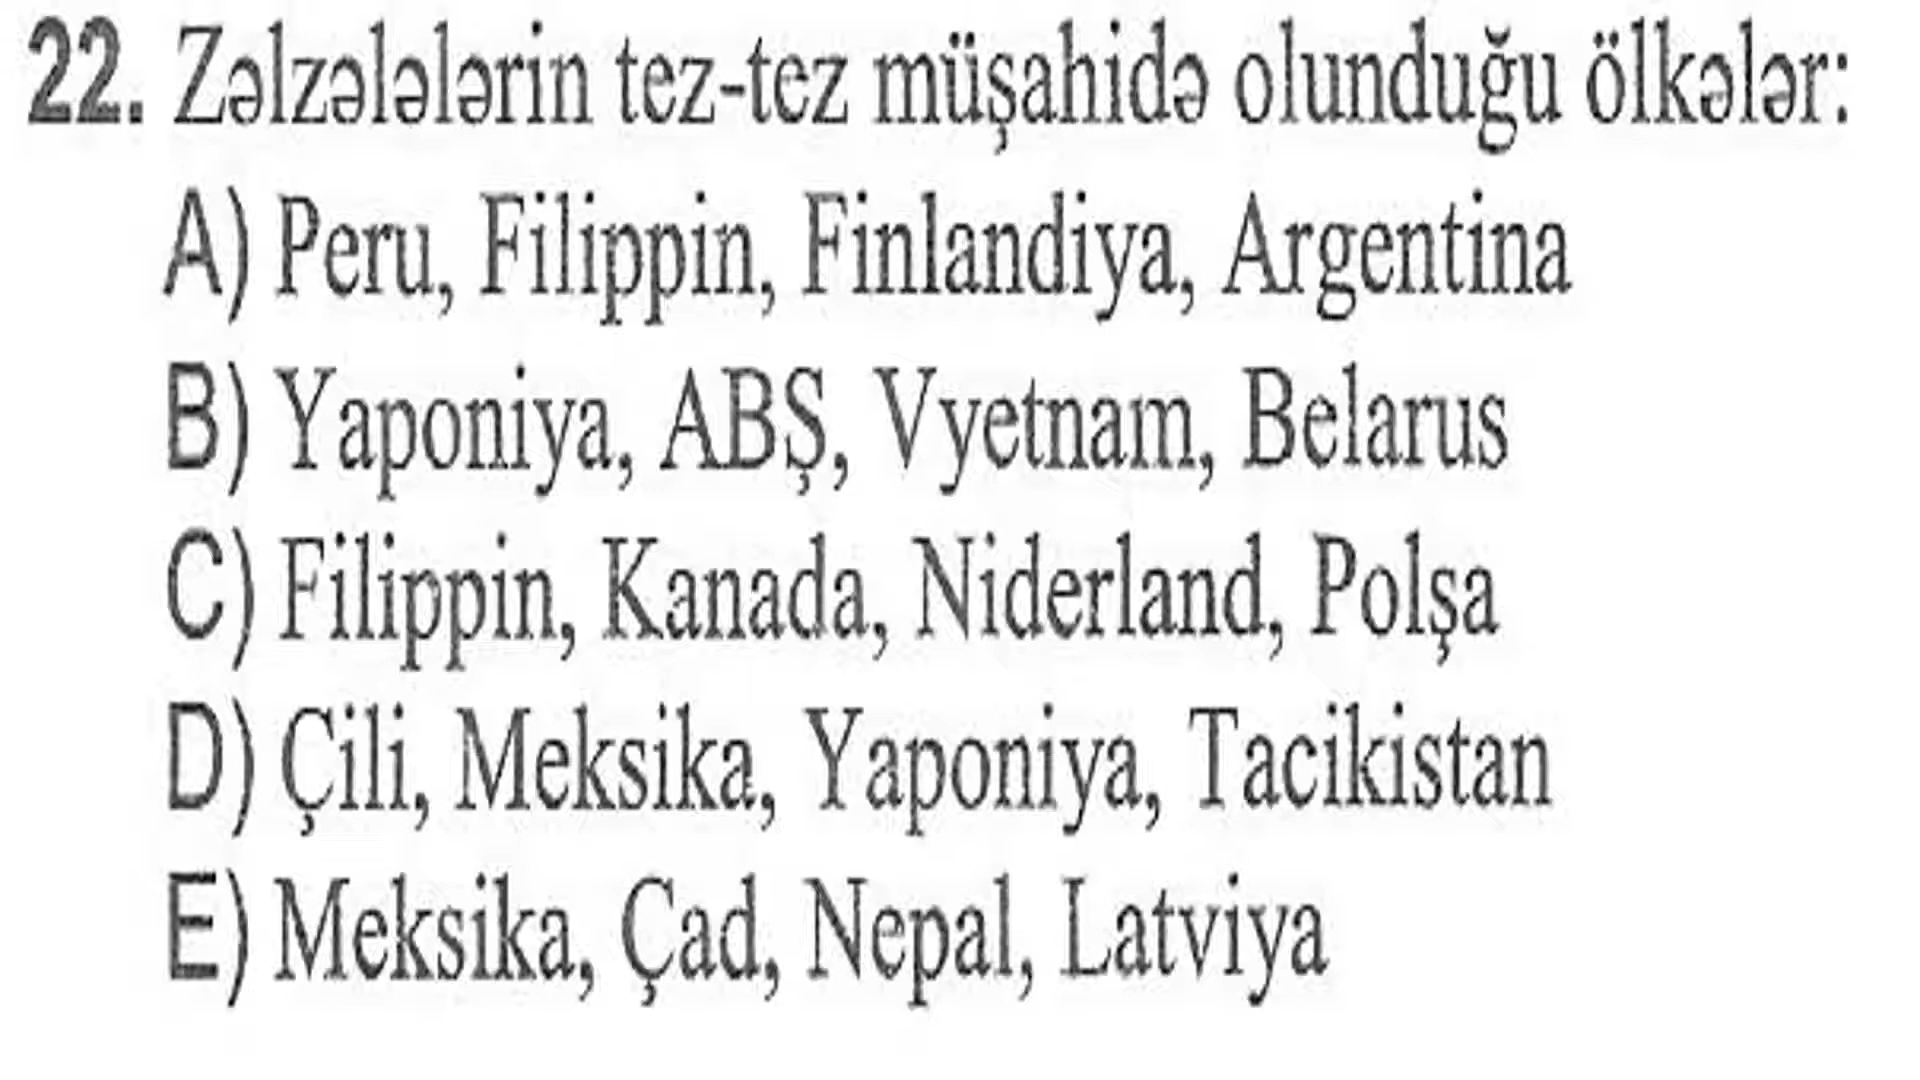 22. Zəlzələlərin tez-tez müşahidə olunduğu ölkələr:
A) Peru, Filippin, Finlandiya, Argentina
B) Yaponiya, ABŞ, Vyetnam, Belarus
C) Filippin, Kanada, Niderland, Polşa
D) Çili, Meksika, Yaponiya, Tacikistan
E) Meksika, Çad, Nepal, Latviya